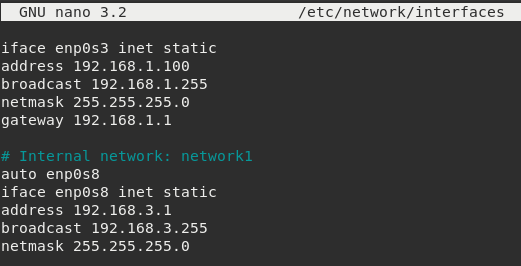 GNU nano 3.2 /etc/network/interfaces
iface enp0s3 inet static
address 192.168.1.100
broadcast 192.168.1.255
netmask 255.255.255.0
gateway 192.168.1.1
# Internal network: network1
auto enp0s8
iface enp0s8 inet static
address 192.168.3.1
broadcast 192.168.3.255
netmask 255.255.255.0